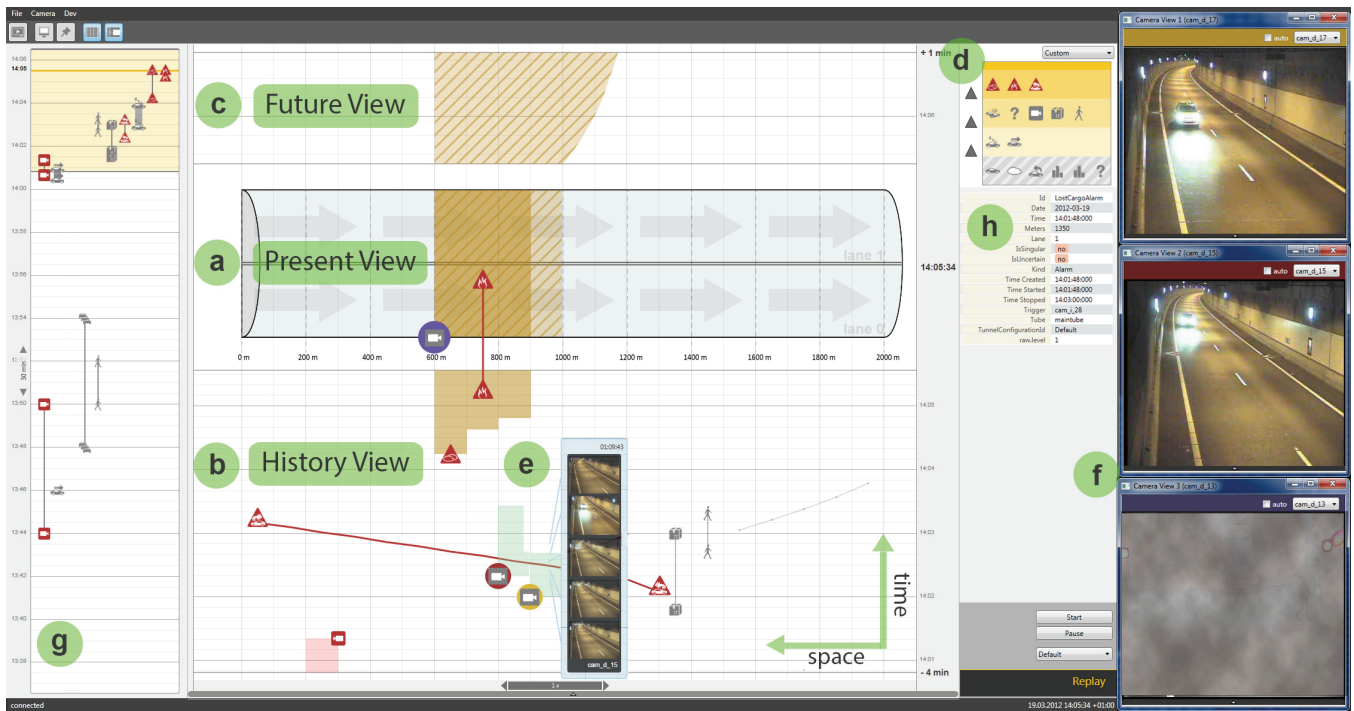 File Camera Dev
14:06
14:05
14:04
14:02
14:00
13:58
13:56
13:54
30 min
13:50
13:48
13:46
13:44
13:42
13:40
13:38
g
c Future View
a Present View
lane 1
lane 0
0 m 200 m 400 m 600 m 800 m 1000 m 1200 m 1400 m 1600 m 1800 m 2000 m
b History View
e
01:09:43
cam_d_15
time
space
1 x
+ 1 min
14:06
14:05:34
14:05
14:04
14:03
14:02
14:01
- 4 min
d
Custom
?
?
h
Id LostCargoAlarm
Date 2012-03-19
Time 14:01:48:000
Meters 1350
Lane 1
IsSingular no
IsUncertain no
Kind Alarm
Time Created 14:01:48:000
Time Started 14:01:48:000
Time Stopped 14:03:00:000
Trigger cam_i_28
Tube maintube
TunnelConfigurationId Default
raw.level 1
Start
Pause
Default
Replay
f
Camera View 1 (cam_d_17)
auto cam_d_17
Camera View 2 (cam_d_15)
auto cam_d_15
Camera View 3 (cam_d_13)
auto cam_d_13
connected
19.03.2012 14:05:34 +01:00